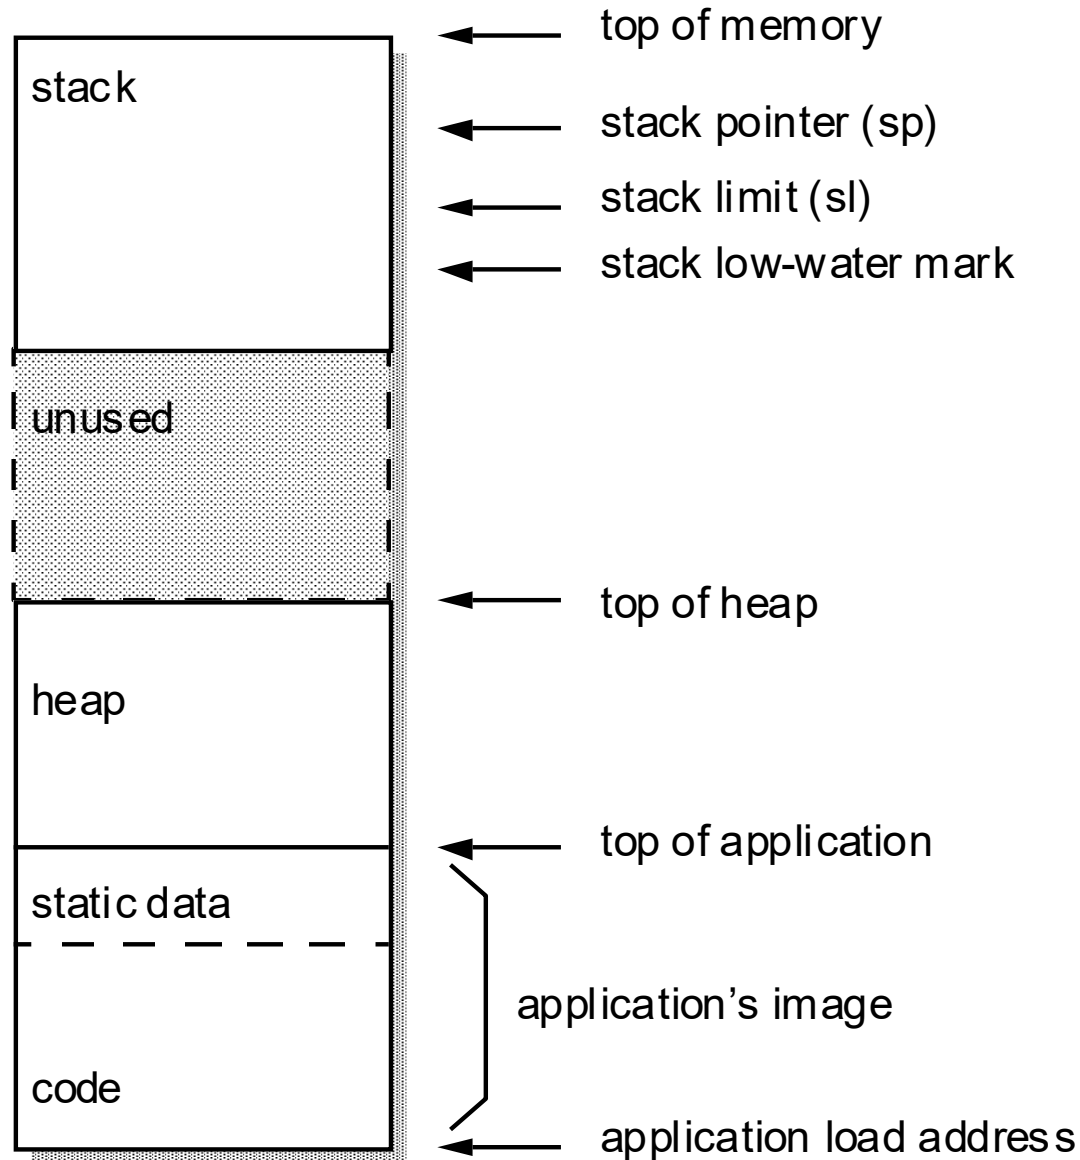 top of memory
stack
stack pointer (sp)
stack limit (sl)
stack low-water mark
unused
top of heap
heap
top of application
static data
application’s image
code
application load address